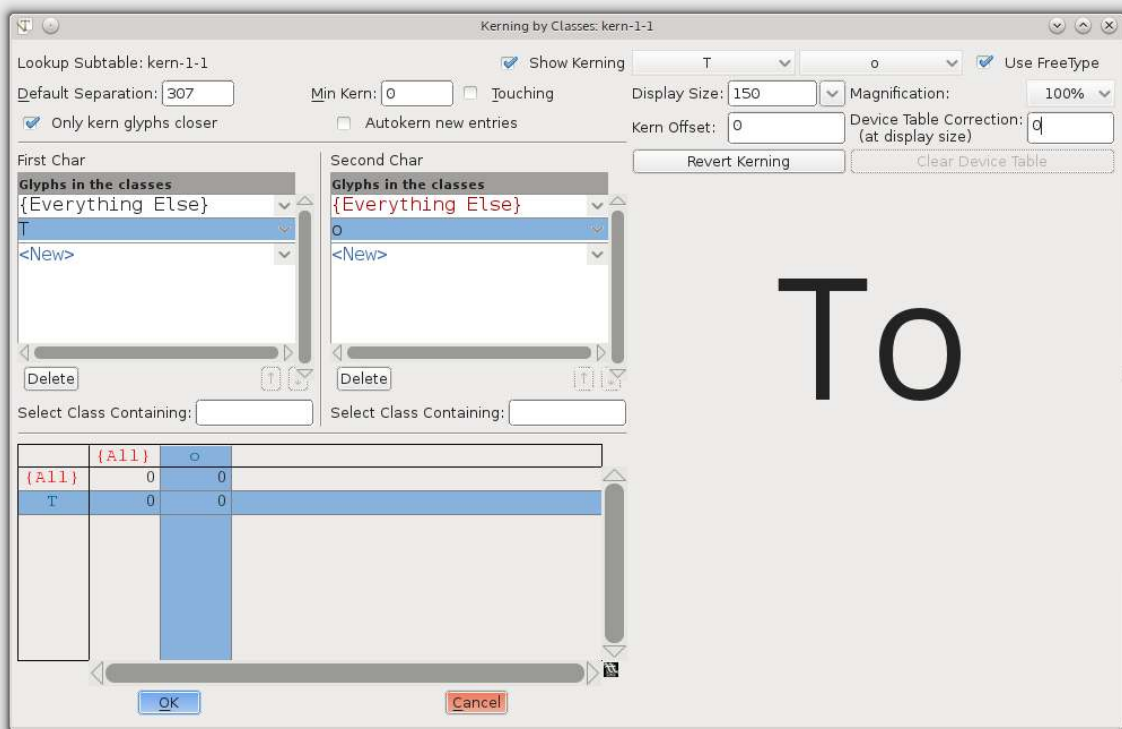 Kerning by Classes: kern-1-1
Lookup Subtable: kern-1-1
Show Kerning T o Use FreeType
Default Separation: 307 Min Kern: 0 Touching
Display Size: 150 Magnification: 100%
Only kern glyphs closer Autokern new entries
Kern Offset: 0 Device Table Correction: 0
(at display size)
Revert Kerning Clear Device Table
First Char Second Char
Glyphs in the classes Glyphs in the classes
{Everything Else} {Everything Else}
T o
<New> <New>
To
Delete Delete
Select Class Containing: Select Class Containing:
{All} o
{All} 0 0
T 0 0
OK Cancel